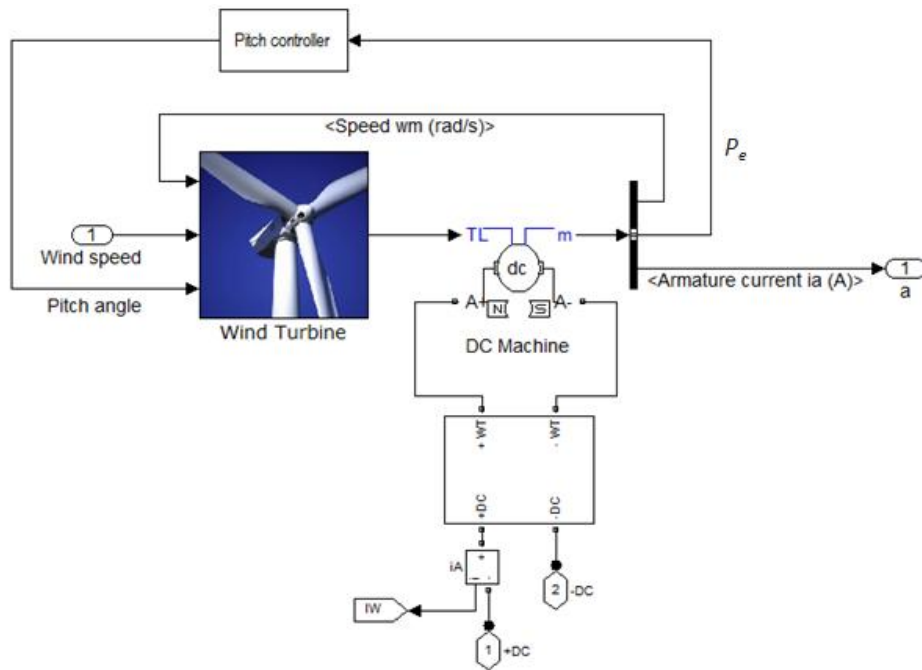 Pitch controller
<Speed wm (rad/s)>
Pe
1
Wind speed
Pitch angle
Wind Turbine
TL
m
dc
A+
N
S
A-
DC Machine
<Armature current ia (A)>
1
a
+ WT
- WT
+DC
-DC
iA
+
-
IW
2
-DC
1
+DC